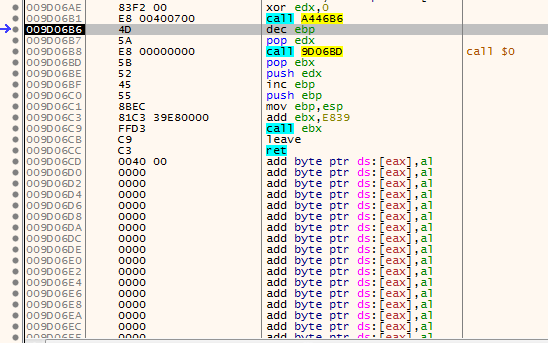 009D06AE 83F2 00 xor edx,0
009D06B1 E8 00400700 call A446B6
009D06B6 4D dec ebp
009D06B7 5A pop edx
009D06B8 E8 00000000 call 9D06BD call $0
009D06BD 5B pop ebx
009D06BE 52 push edx
009D06BF 45 inc ebp
009D06C0 55 push ebp
009D06C1 8BEC mov ebp,esp
009D06C3 81C3 39E80000 add ebx,E839
009D06C9 FFD3 call ebx
009D06CB C9 leave
009D06CC C3 ret
009D06CD 0040 00 add byte ptr ds:[eax],al
009D06D0 0000 add byte ptr ds:[eax],al
009D06D2 0000 add byte ptr ds:[eax],al
009D06D4 0000 add byte ptr ds:[eax],al
009D06D6 0000 add byte ptr ds:[eax],al
009D06D8 0000 add byte ptr ds:[eax],al
009D06DA 0000 add byte ptr ds:[eax],al
009D06DC 0000 add byte ptr ds:[eax],al
009D06DE 0000 add byte ptr ds:[eax],al
009D06E0 0000 add byte ptr ds:[eax],al
009D06E2 0000 add byte ptr ds:[eax],al
009D06E4 0000 add byte ptr ds:[eax],al
009D06E6 0000 add byte ptr ds:[eax],al
009D06E8 0000 add byte ptr ds:[eax],al
009D06EA 0000 add byte ptr ds:[eax],al
009D06EC 0000 add byte ptr ds:[eax],al
009D06EE 0000 add byte ptr ds:[eax],al